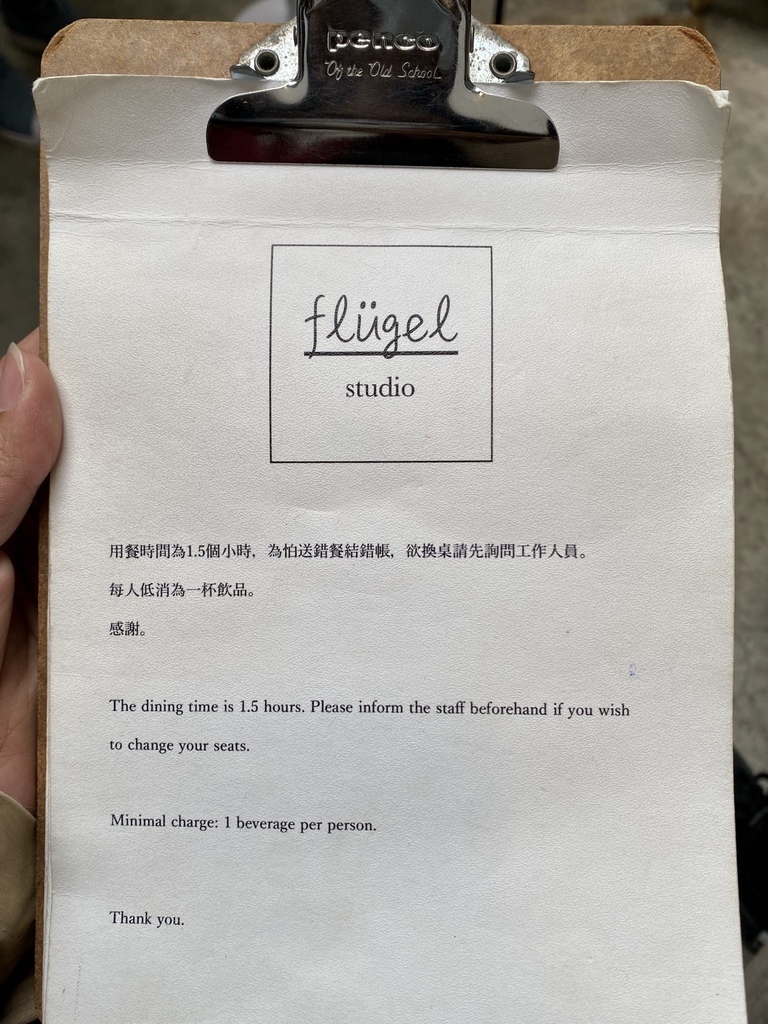 penco
Of the Old School
flügel
studio
用餐時間為1.5個小時，為怕送錯餐結錯帳，欲換桌請先詢問工作人員。
每人低消為一杯飲品。
感謝。
The dining time is 1.5 hours. Please inform the staff beforehand if you wish
to change your seats.
Minimal charge: 1 beverage per person.
Thank you.